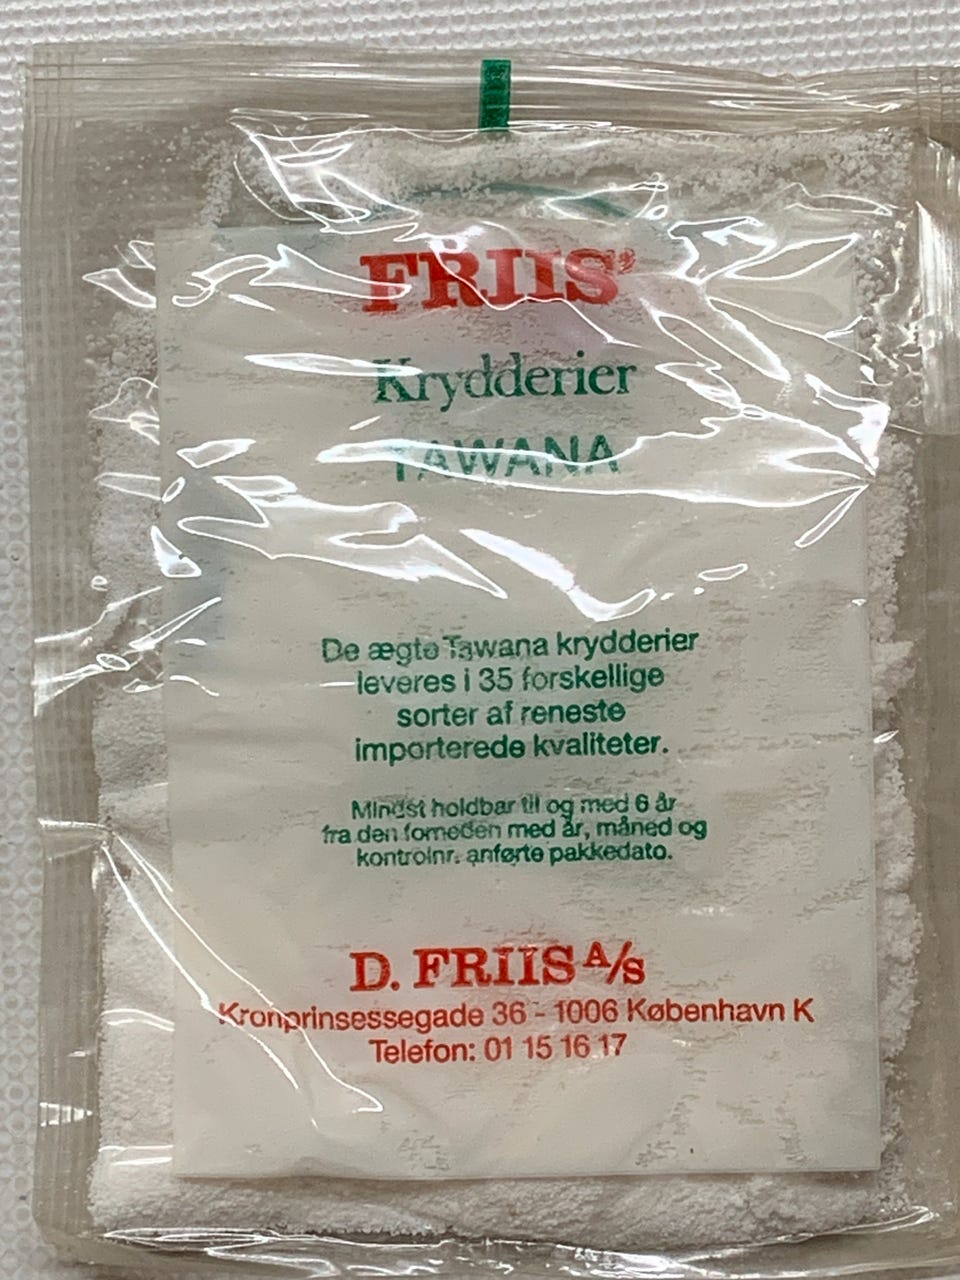 FRIIS'
Krydderier
TAWANA
De ægte Tawana krydderier
leveres i 35 forskellige
sorter af reneste
importerede kvaliteter.
Mindst holdbar til og med 6 år
fra den forneden med år, måned og
kontrolnr. anførte pakkedato.
D. FRIIS A/S
Kronprinsessegade 36 - 1006 København K
Telefon: 01 15 16 17